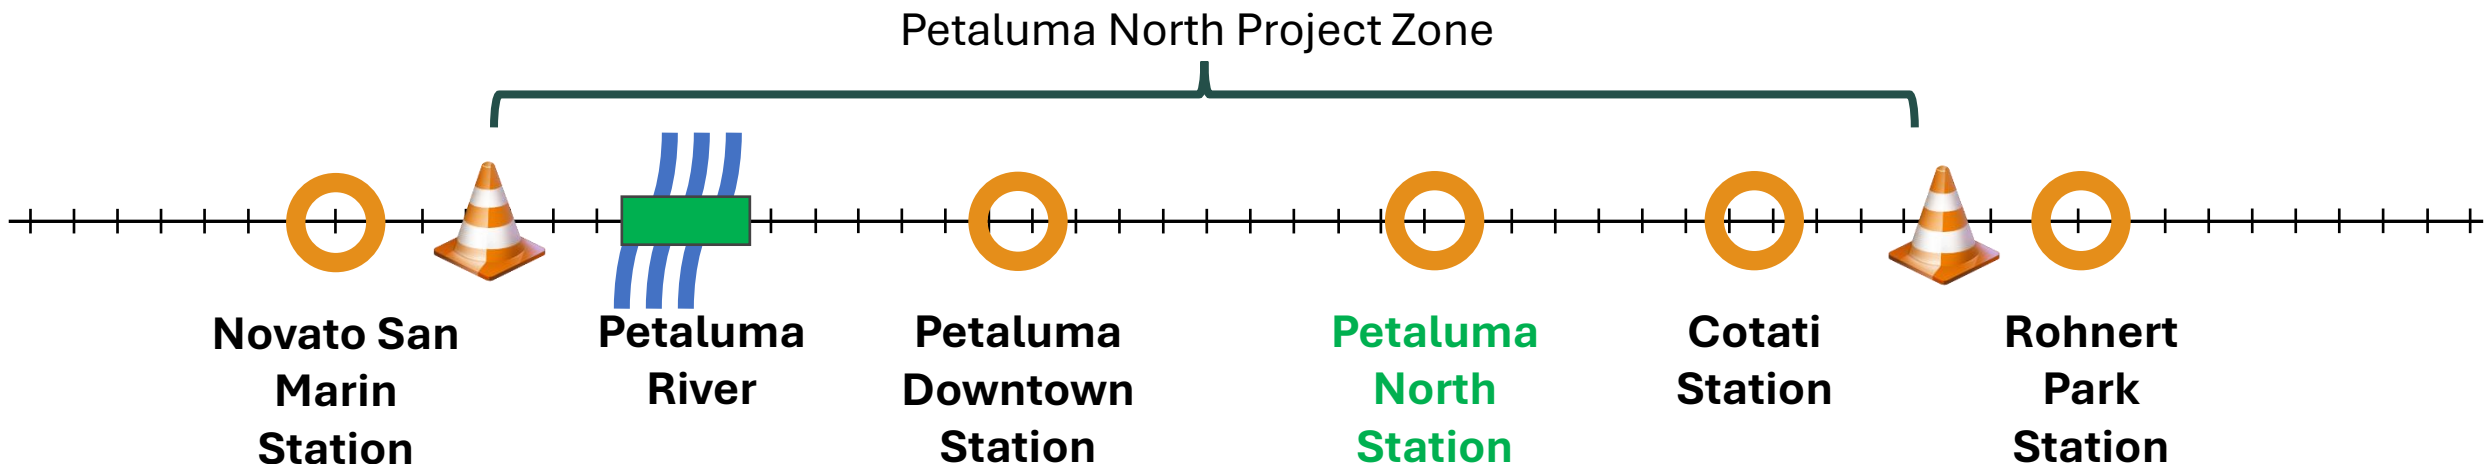 Petaluma North Project Zone
Novato San
Marin
Station
Petaluma
River
Petaluma
Downtown
Station
Petaluma
North
Station
Cotati
Station
Rohnert
Park
Station